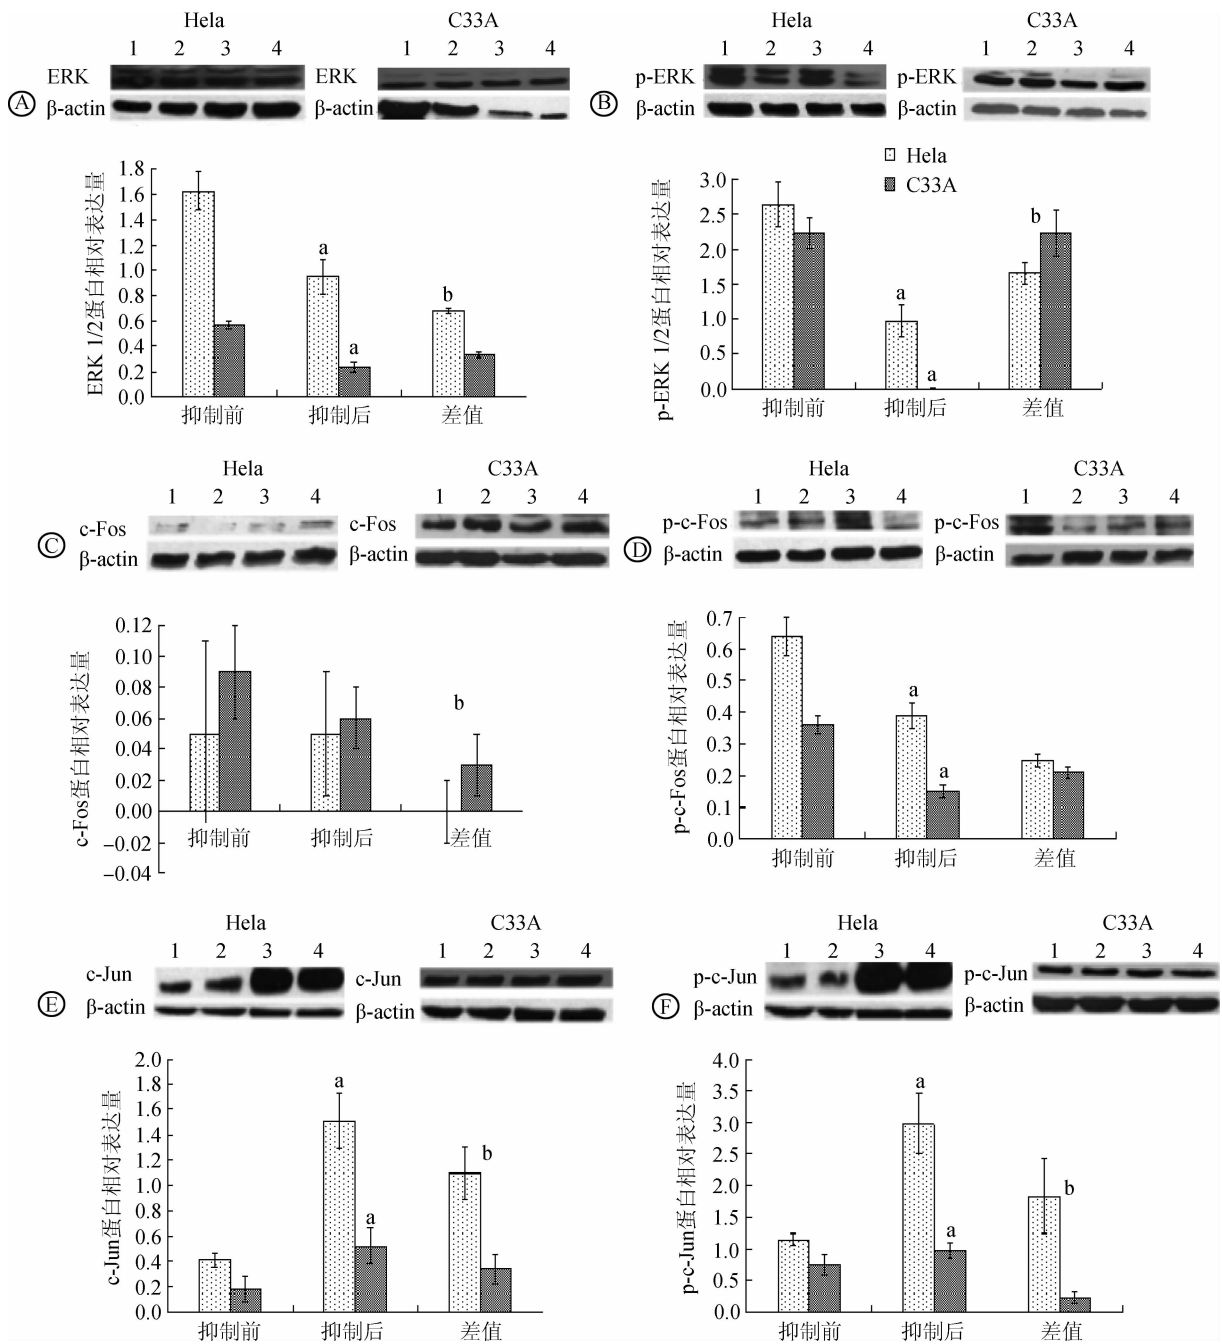 Hela C33A
1 2 3 4 1 2 3 4
ERK ERK
Ⓐ β-actin β-actin
ERK 1/2蛋白相对表达量
1.8
1.6
1.4
1.2
1.0
0.8
0.6
0.4
0.2
0.0
a
a
b
抑制前 抑制后 差值
Hela C33A
1 2 3 4 1 2 3 4
p-ERK p-ERK
Ⓑ β-actin β-actin
Hela
C33A
p-ERK 1/2蛋白相对表达量
3.0
2.5
2.0
1.5
1.0
0.5
0.0
a
a
b
抑制前 抑制后 差值
Hela C33A
1 2 3 4 1 2 3 4
c-Fos c-Fos
Ⓒ β-actin β-actin
c-Fos蛋白相对表达量
0.12
0.10
0.08
0.06
0.04
0.02
0.00
−0.02
−0.04
b
抑制前 抑制后 差值
Hela C33A
1 2 3 4 1 2 3 4
p-c-Fos p-c-Fos
Ⓓ β-actin β-actin
p-c-Fos蛋白相对表达量
0.7
0.6
0.5
0.4
0.3
0.2
0.1
0.0
a
a
抑制前 抑制后 差值
Hela C33A
1 2 3 4 1 2 3 4
c-Jun c-Jun
Ⓔ β-actin β-actin
c-Jun蛋白相对表达量
2.0
1.8
1.6
1.4
1.2
1.0
0.8
0.6
0.4
0.2
0.0
a
a
b
抑制前 抑制后 差值
Hela C33A
1 2 3 4 1 2 3 4
p-c-Jun p-c-Jun
Ⓕ β-actin β-actin
p-c-Jun蛋白相对表达量
4.0
3.5
3.0
2.5
2.0
1.5
1.0
0.5
0.0
a
a
b
抑制前 抑制后 差值